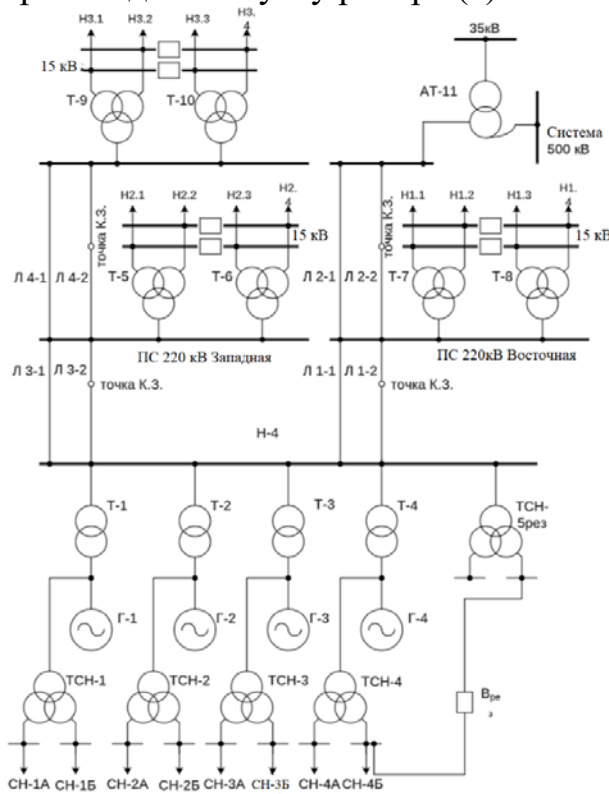 Н3.1
Н3.2
Н3.3
Н3.
4
15 кВ
Т-9
Т-10
35кВ
АТ-11
Система
500 кВ
Н2.1
Н2.2
Н2.3
Н2.
4
15 кВ
Н1.1
Н1.2
Н1.3
Н1.
4
15 кВ
точка К.З.
точка К.З.
Л 4-1
Л 4-2
Т-5
Т-6
Л 2-1
Л 2-2
Т-7
Т-8
ПС 220 кВ Западная
ПС 220кВ Восточная
Л 3-1
Л 3-2
точка К.З.
Л 1-1
Л 1-2
точка К.З.
Н-4
Т-1
Т-2
Т-3
Т-4
ТСН-
5рез
Г-1
Г-2
Г-3
Г-4
ТСН-1
ТСН-2
ТСН-3
ТСН-4
Вре
з
СН-1А
СН-1Б
СН-2А
СН-2Б
СН-3А
СН-3Б
СН-4А
СН-4Б